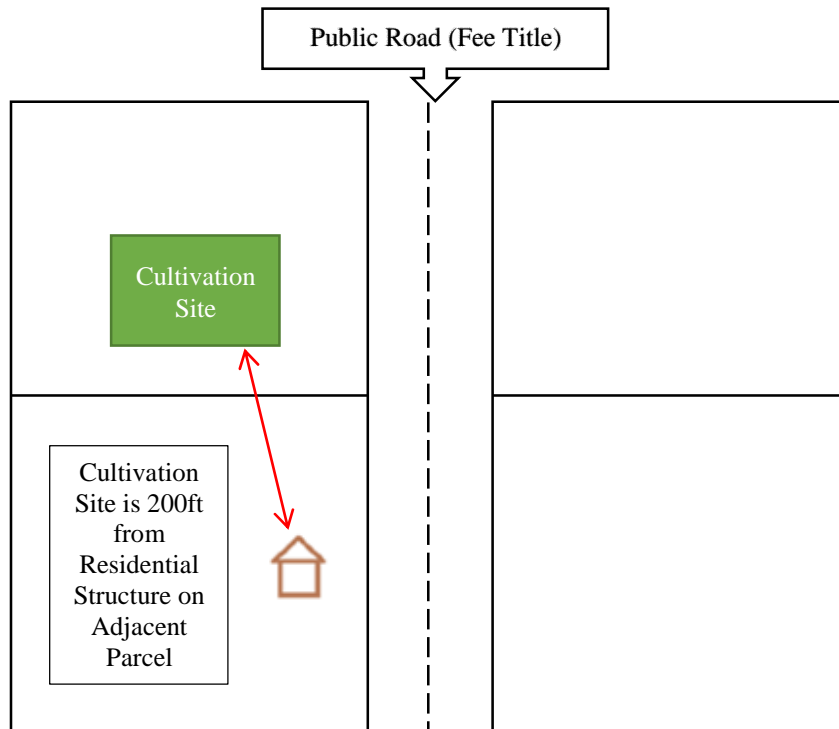 Public Road (Fee Title)
Cultivation
Site
Cultivation
Site is 200ft
from
Residential
Structure on
Adjacent
Parcel